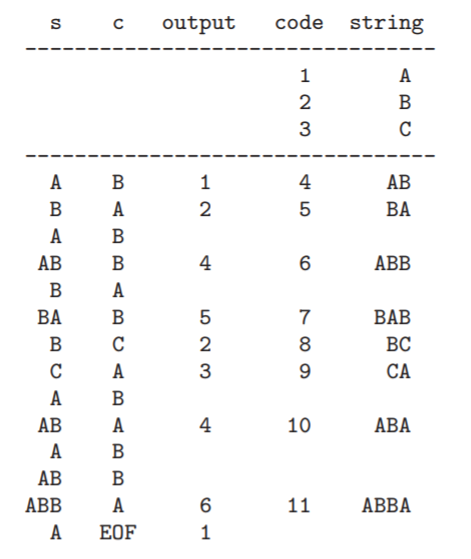 s c output code string
----------------------------------
1 A
2 B
3 C
----------------------------------
A B 1 4 AB
B A 2 5 BA
A B
AB B 4 6 ABB
B A
BA B 5 7 BAB
B C 2 8 BC
C A 3 9 CA
A B
AB A 4 10 ABA
A B
AB B
ABB A 6 11 ABBA
A EOF 1